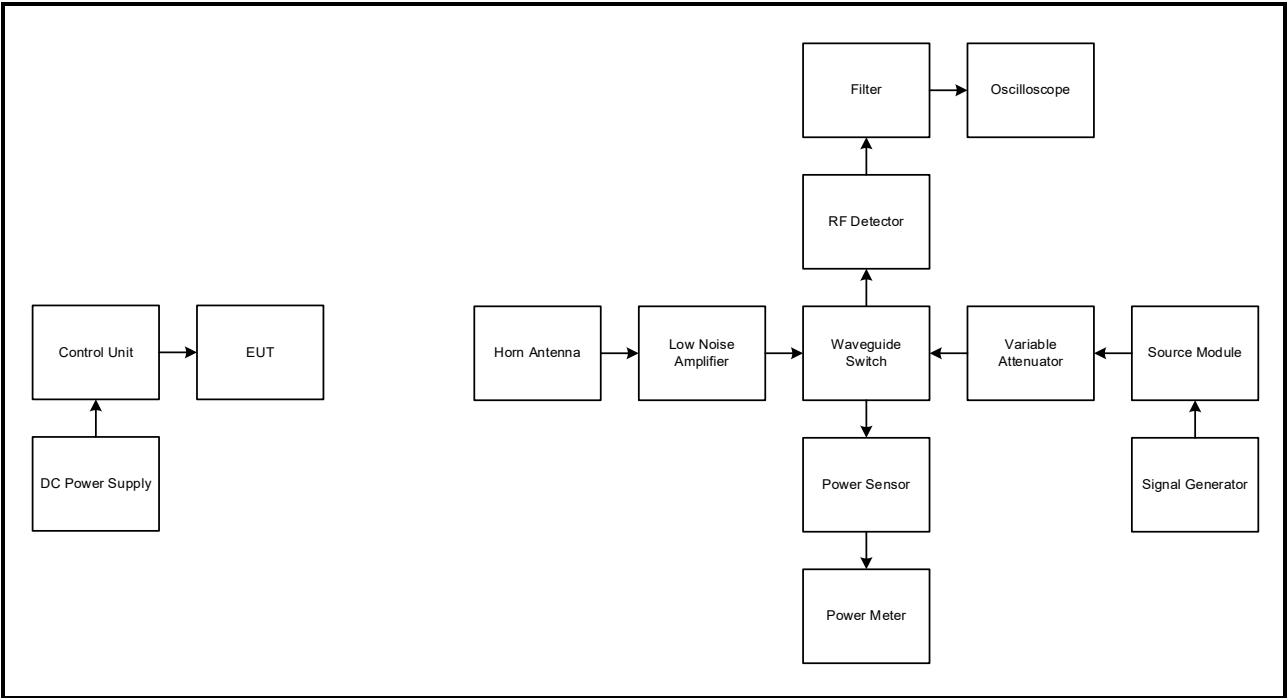 Filter
Oscilloscope
RF Detector
Control Unit
EUT
Horn Antenna
Low Noise
Amplifier
Waveguide
Switch
Variable
Attenuator
Source Module
DC Power Supply
Power Sensor
Signal Generator
Power Meter